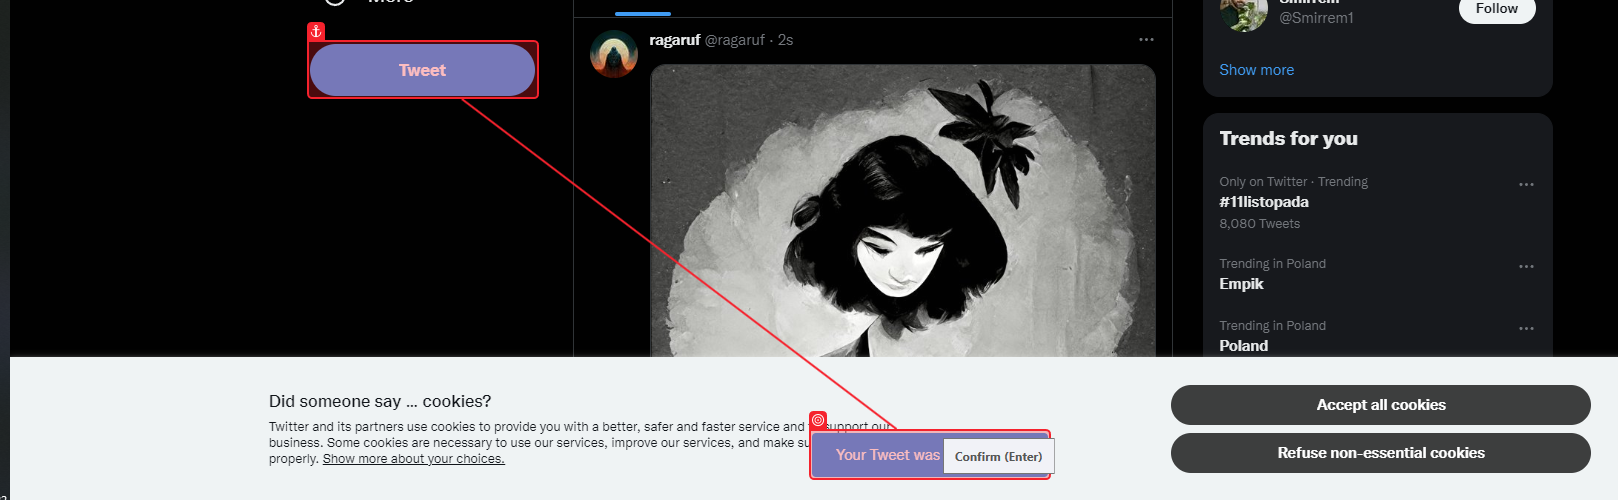 More
Tweet
ragaruf @ragaruf · 2s
Smirrem
@Smirrem1
Follow
Show more
Trends for you
Only on Twitter · Trending
#11listopada
8,080 Tweets
Trending in Poland
Empik
Trending in Poland
Poland
Did someone say … cookies?
Twitter and its partners use cookies to provide you with a better, safer and faster service and to support our
business. Some cookies are necessary to use our services, improve our services, and make su
properly. Show more about your choices.
Your Tweet was
Confirm (Enter)
Accept all cookies
Refuse non-essential cookies